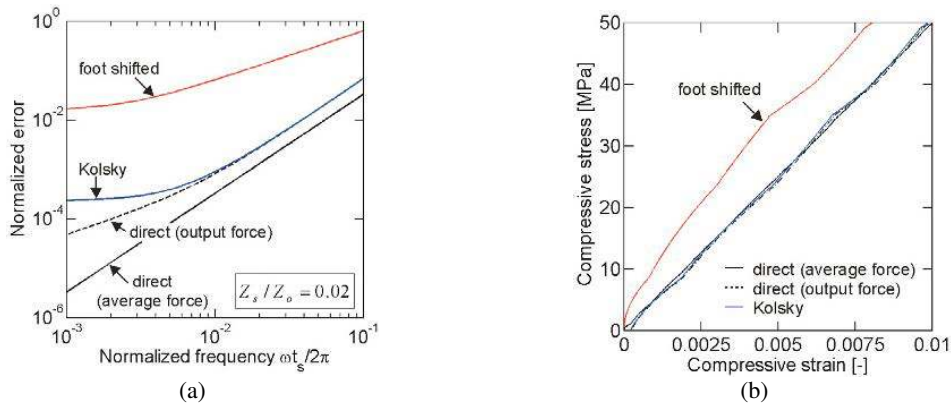 10^0
10^-2
10^-4
10^-6
Normalized error
foot shifted
Kolsky
direct (output force)
direct
(average force)
Z_s / Z_o = 0.02
10^-3
10^-2
10^-1
Normalized frequency ωt_s/2π
(a)
50
40
30
20
10
0
Compressive stress [MPa]
foot shifted
direct (average force)
direct (output force)
Kolsky
0
0.0025
0.005
0.0075
0.01
Compressive strain [-]
(b)